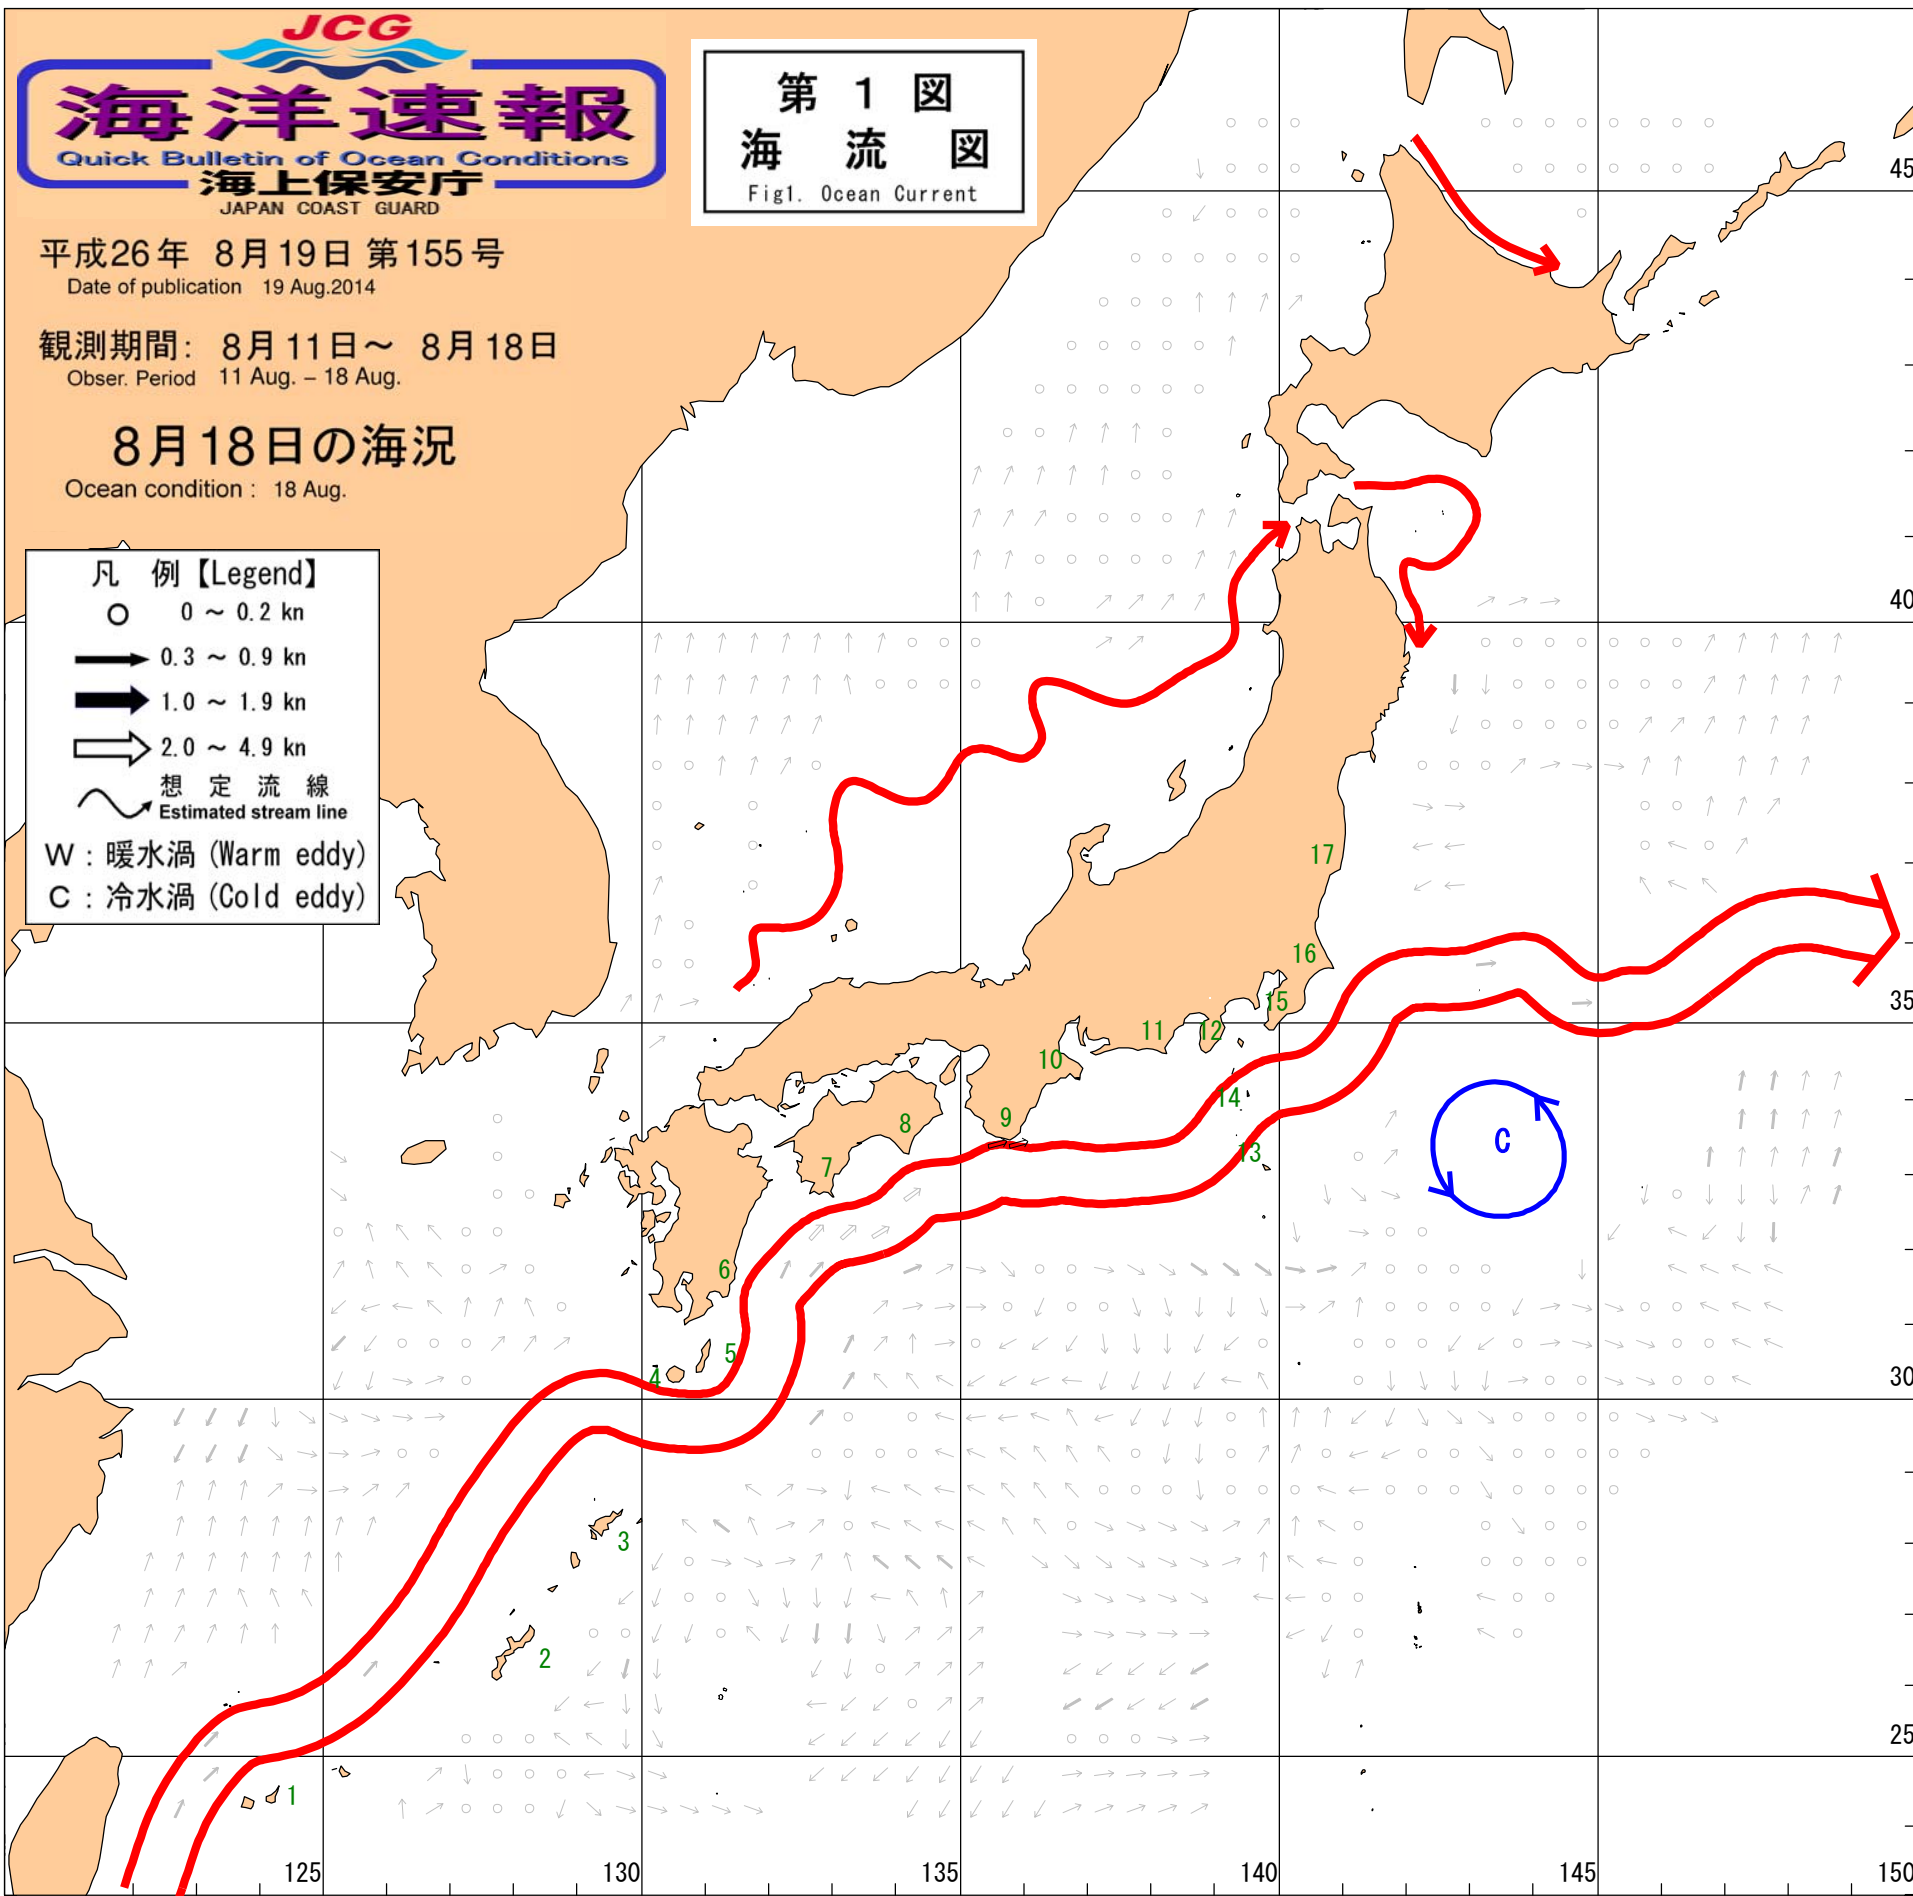 JCG
海洋速報
Quick Bulletin of Ocean Conditions
海上保安庁
JAPAN COAST GUARD
平成26年 8月19日 第155号
Date of publication 19 Aug.2014
観測期間: 8月11日～ 8月18日
Obser. Period 11 Aug. – 18 Aug.
8月18日の海況
Ocean condition : 18 Aug.
第 1 図
海 流 図
Fig1. Ocean Current
凡 例【Legend】
0 ～ 0.2 kn
0.3 ～ 0.9 kn
1.0 ～ 1.9 kn
2.0 ～ 4.9 kn
想 定 流 線
Estimated stream line
W : 暖水渦 (Warm eddy)
C : 冷水渦 (Cold eddy)
45
40
17
16
35
15
12
11
10
14
9
8
13
C
7
6
5
4
30
3
2
25
1
125
130
135
140
145
150